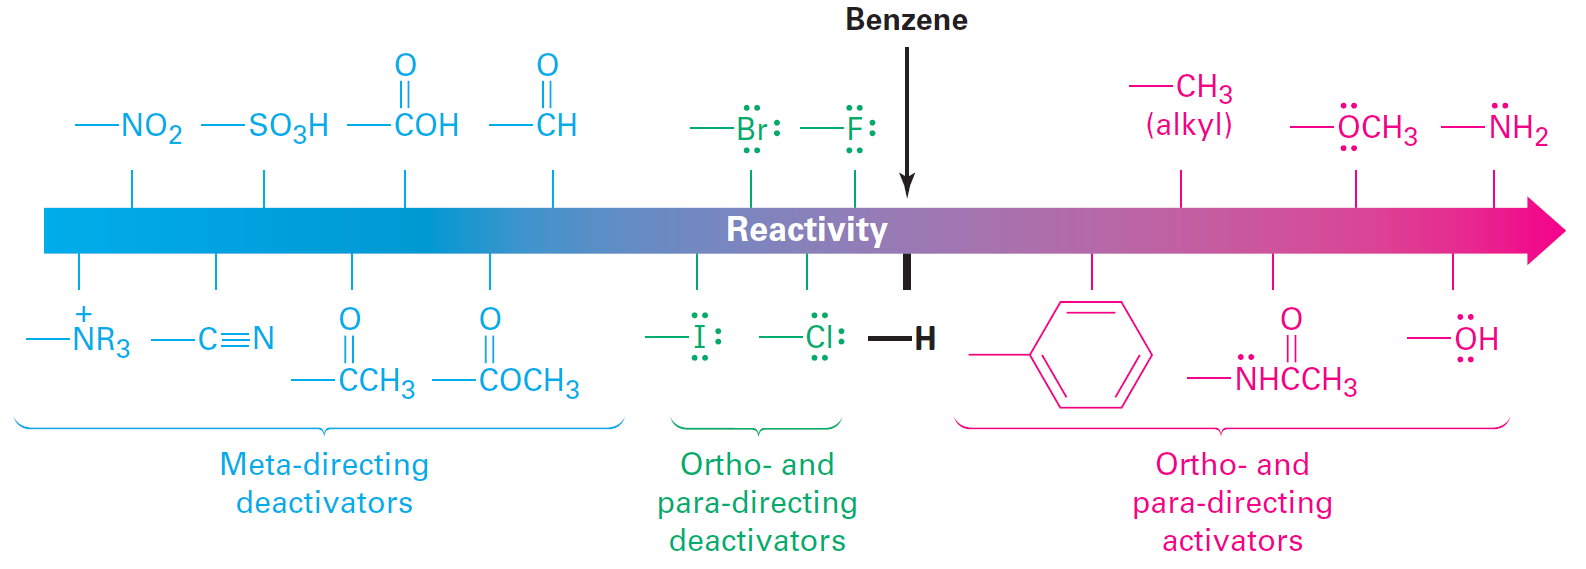 Benzene
O
O
—CH₃
(alkyl)
—NO₂ —SO₃H —COH —CH —Br: —F: —OCH₃ —NH₂
Reactivity
+
—NR₃ —C≡N O O —I: —Cl: —H O —OH
—CCH₃ —COCH₃ —NHCCH₃
Meta-directing
deactivators
Ortho- and
para-directing
deactivators
Ortho- and
para-directing
activators